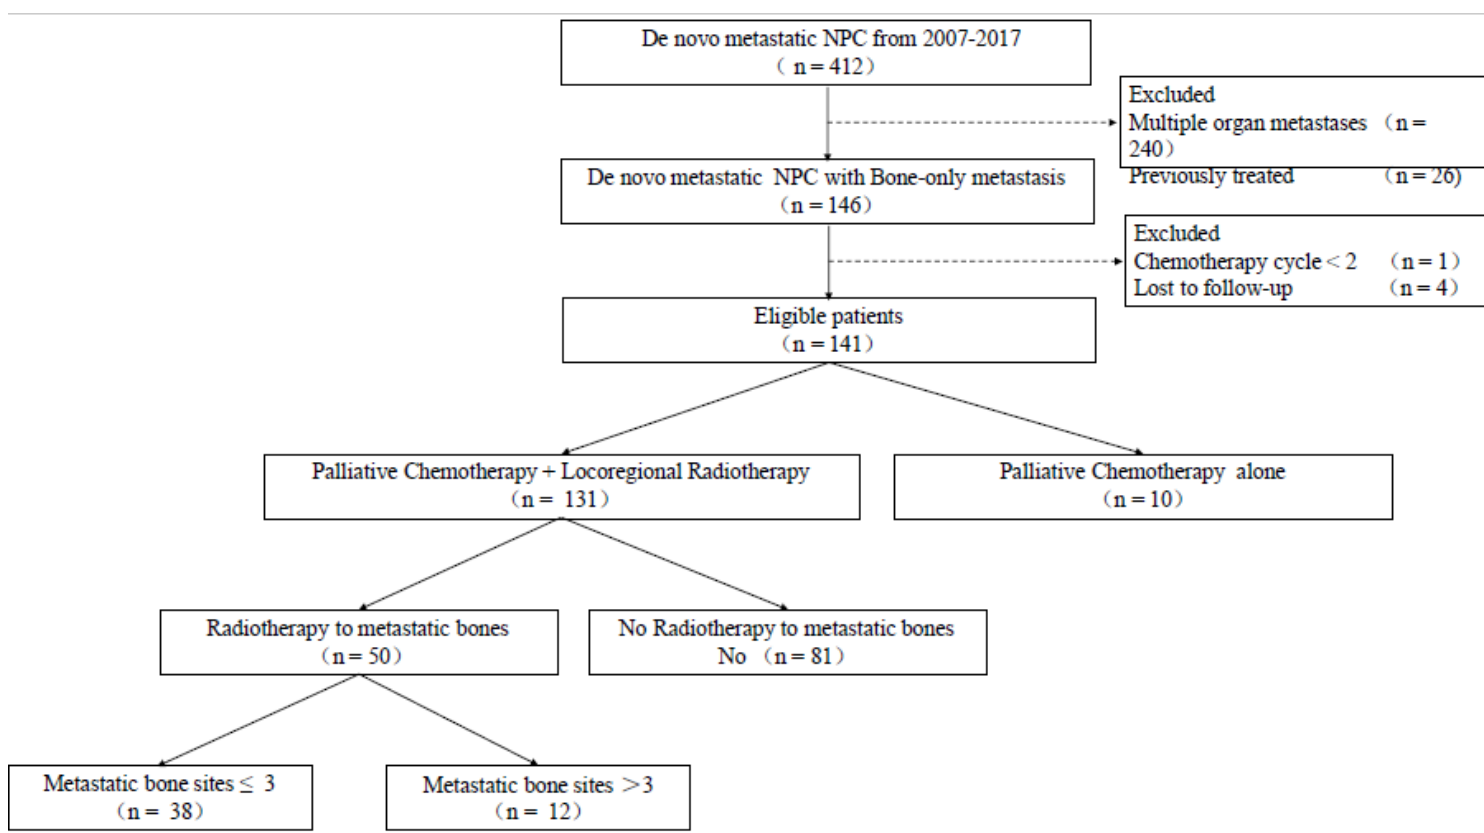 De novo metastatic NPC from 2007-2017
（ n = 412）
Excluded
Multiple organ metastases （n =
240）
Previously treated （n = 26)
De novo metastatic NPC with Bone-only metastasis
（n = 146）
Excluded
Chemotherapy cycle < 2 （n = 1）
Lost to follow-up （n = 4）
Eligible patients
（n = 141）
Palliative Chemotherapy + Locoregional Radiotherapy
（n = 131）
Palliative Chemotherapy alone
（n = 10）
Radiotherapy to metastatic bones
（n = 50）
No Radiotherapy to metastatic bones
No （n = 81）
Metastatic bone sites ≤ 3
（n = 38）
Metastatic bone sites ＞3
（n = 12）